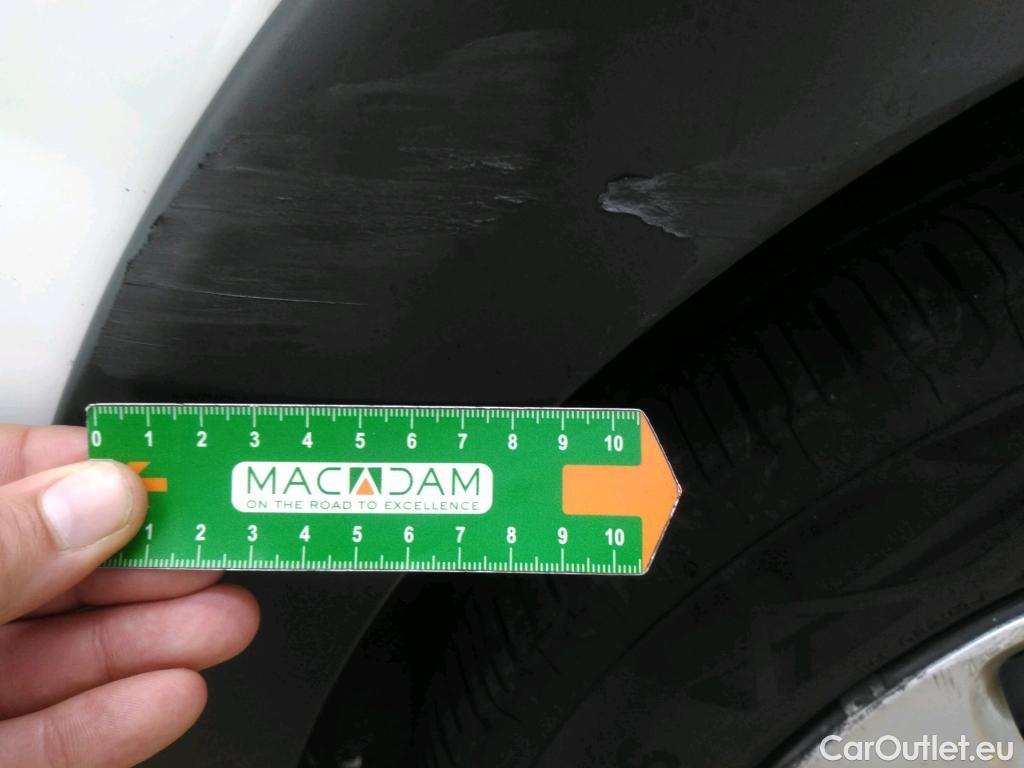 0 1 2 3 4 5 6 7 8 9 10
MACADAM
ON THE ROAD TO EXCELLENCE
1 2 3 4 5 6 7 8 9 10
CarOutlet.eu